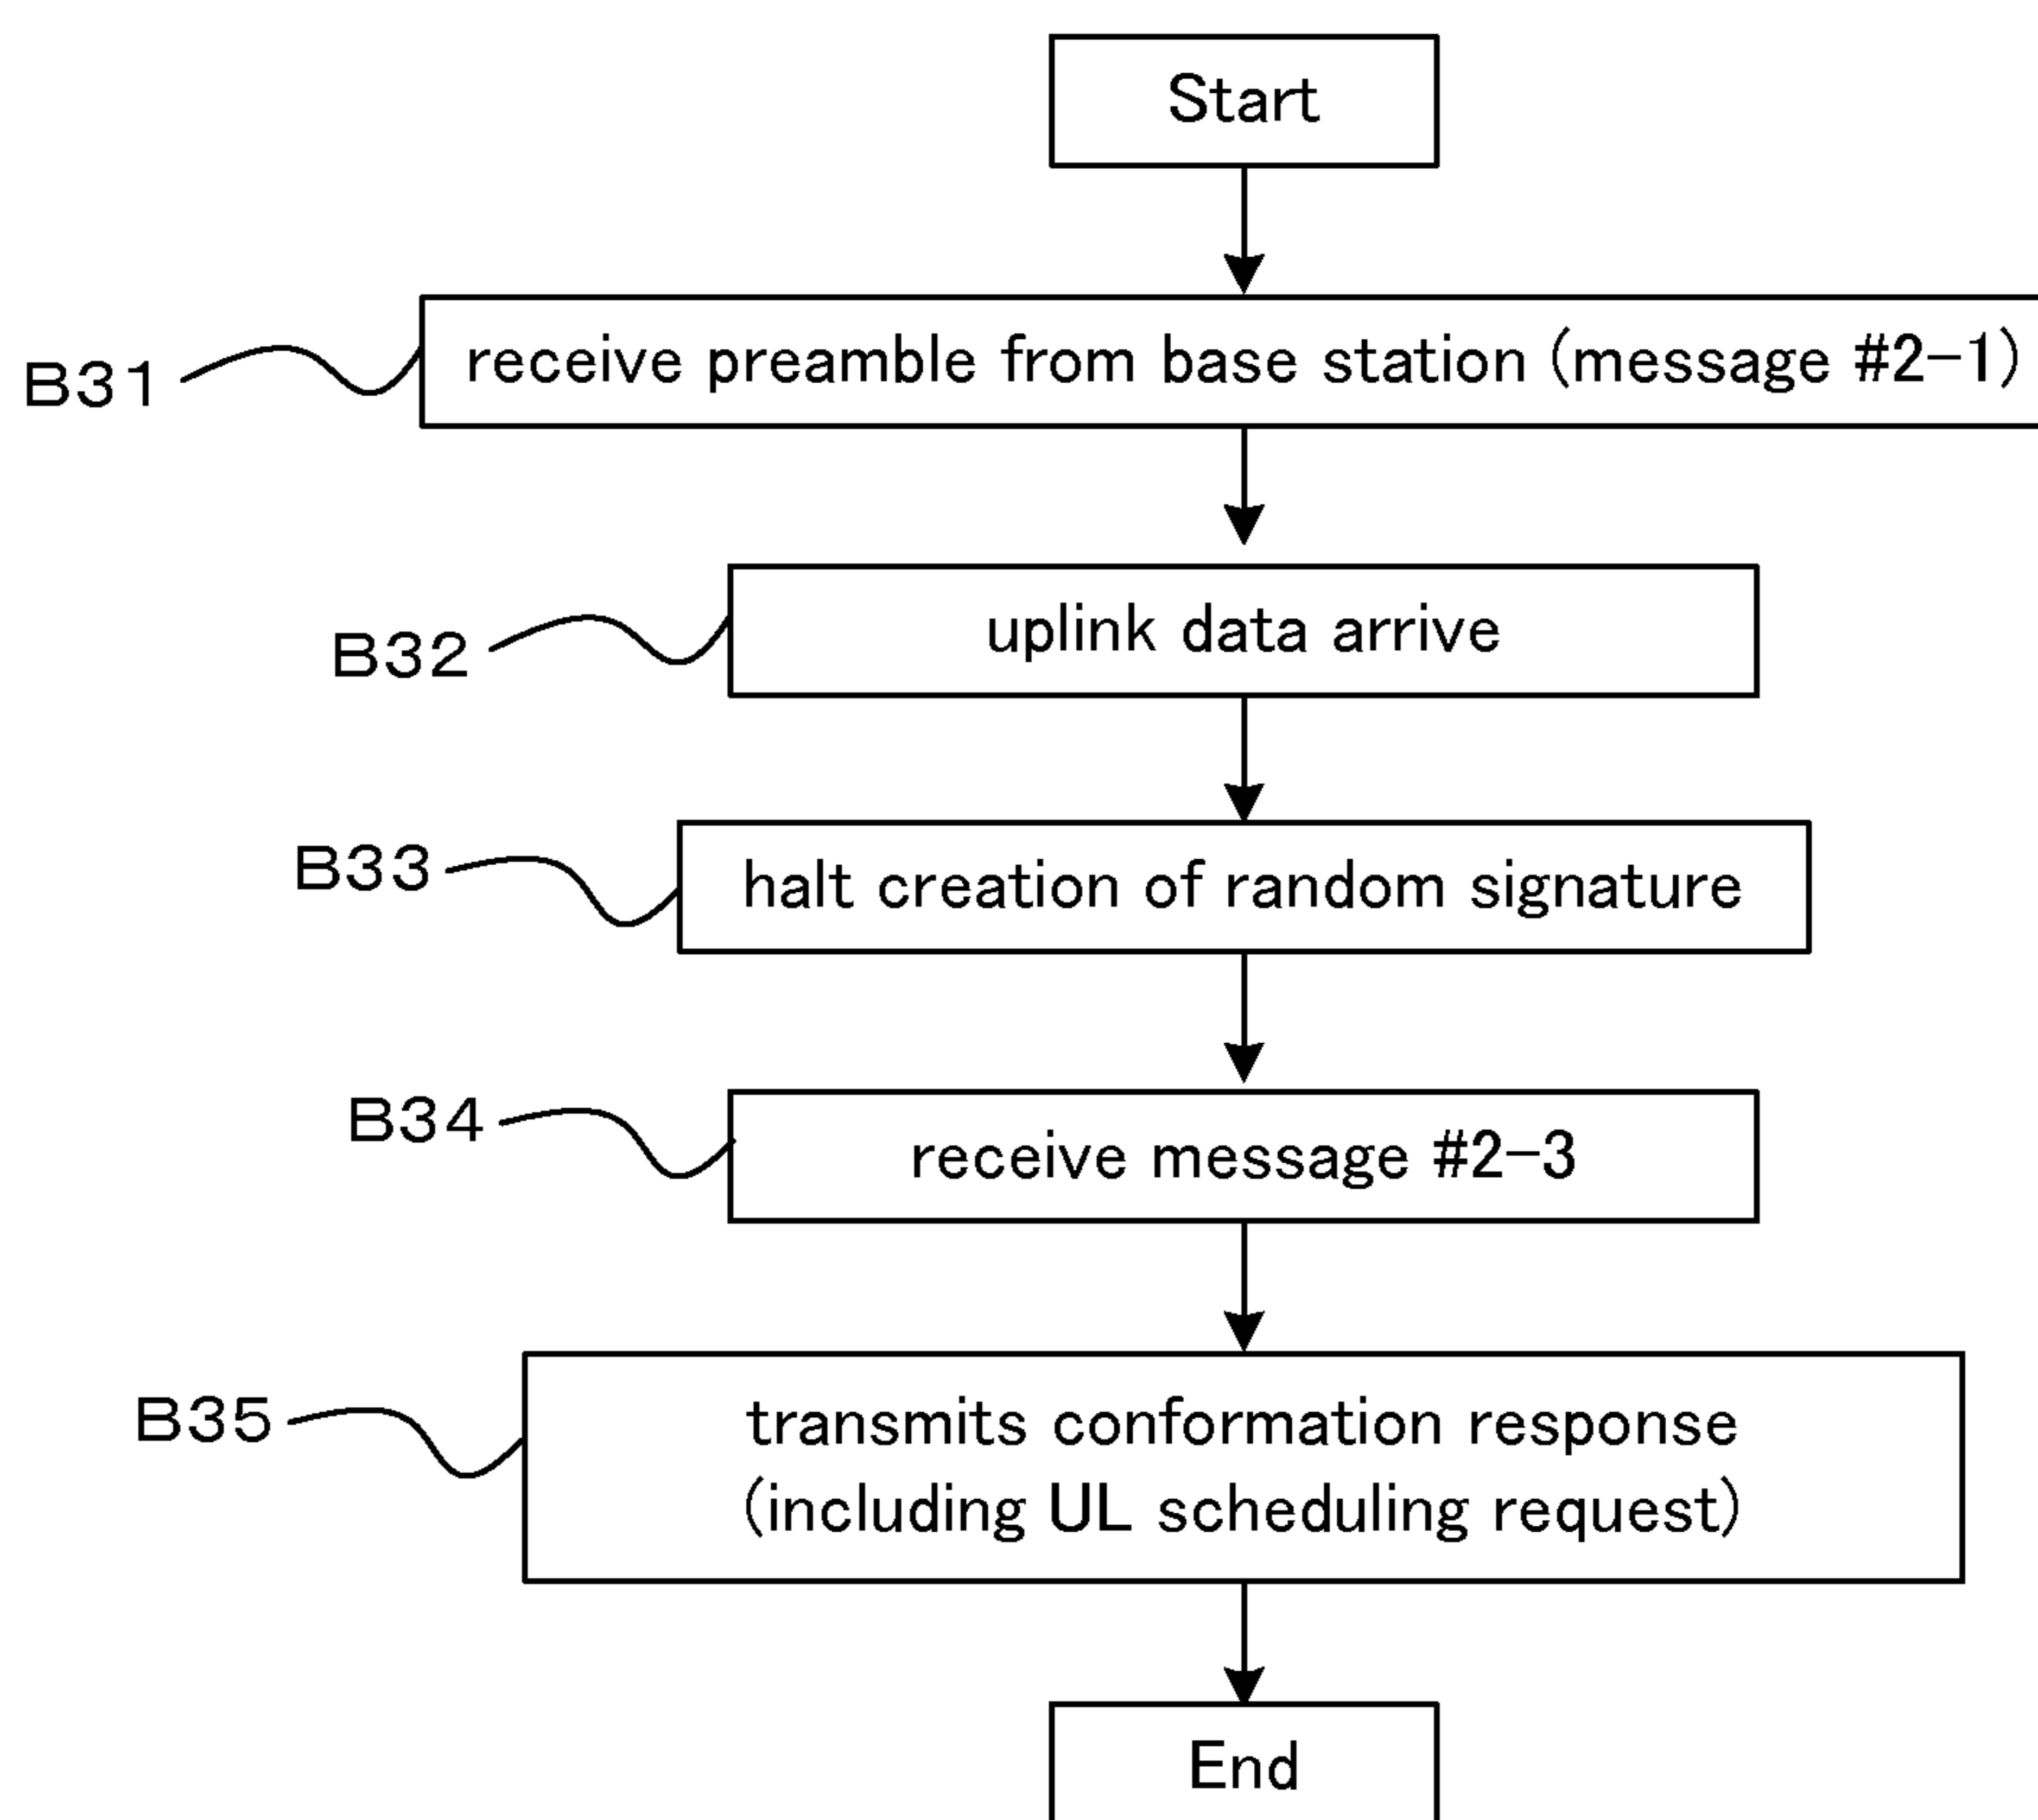 Start
B31
receive preamble from base station (message #2-1)
B32
uplink data arrive
B33
halt creation of random signature
B34
receive message #2-3
B35
transmits conformation response
(including UL scheduling request)
End